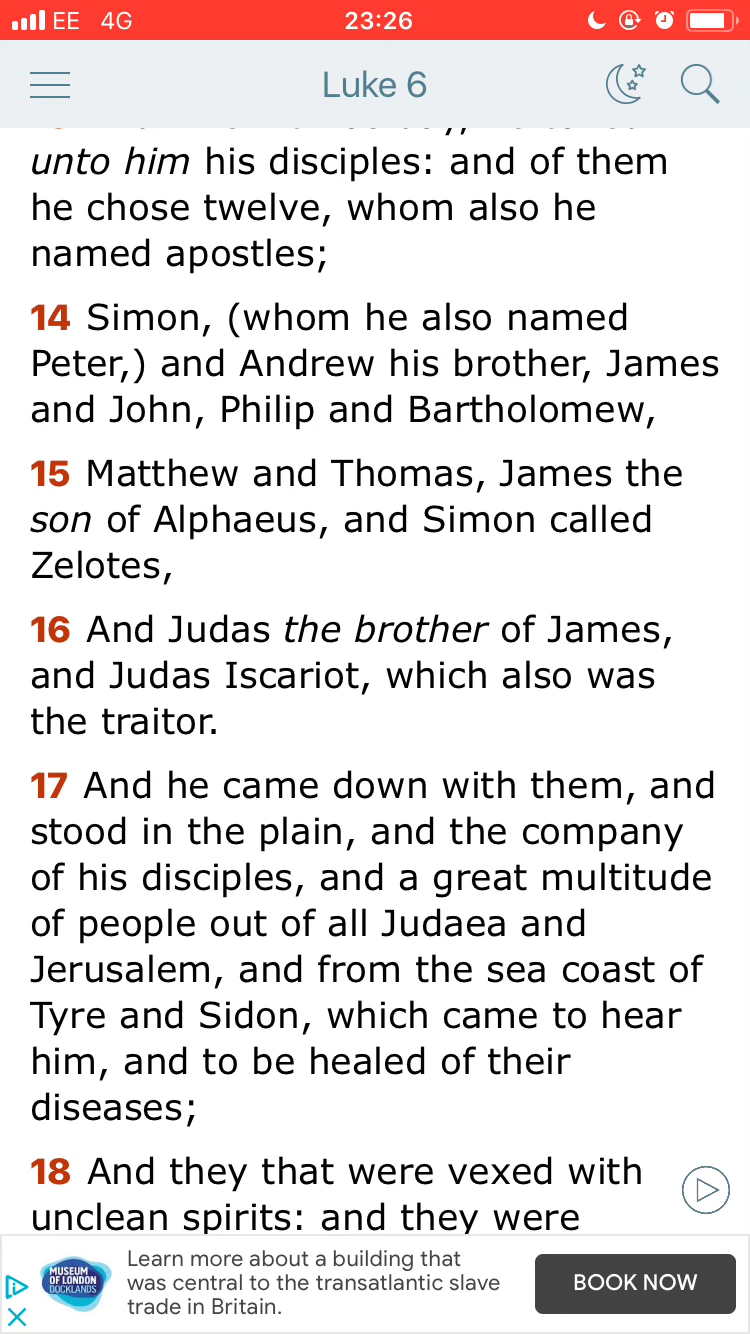 EE 4G 23:26
Luke 6
unto him his disciples: and of them
he chose twelve, whom also he
named apostles;
14 Simon, (whom he also named
Peter,) and Andrew his brother, James
and John, Philip and Bartholomew,
15 Matthew and Thomas, James the
son of Alphaeus, and Simon called
Zelotes,
16 And Judas the brother of James,
and Judas Iscariot, which also was
the traitor.
17 And he came down with them, and
stood in the plain, and the company
of his disciples, and a great multitude
of people out of all Judaea and
Jerusalem, and from the sea coast of
Tyre and Sidon, which came to hear
him, and to be healed of their
diseases;
18 And they that were vexed with
unclean spirits: and they were
MUSEUM
OF LONDON
DOCKLANDS
Learn more about a building that
was central to the transatlantic slave
trade in Britain.
BOOK NOW